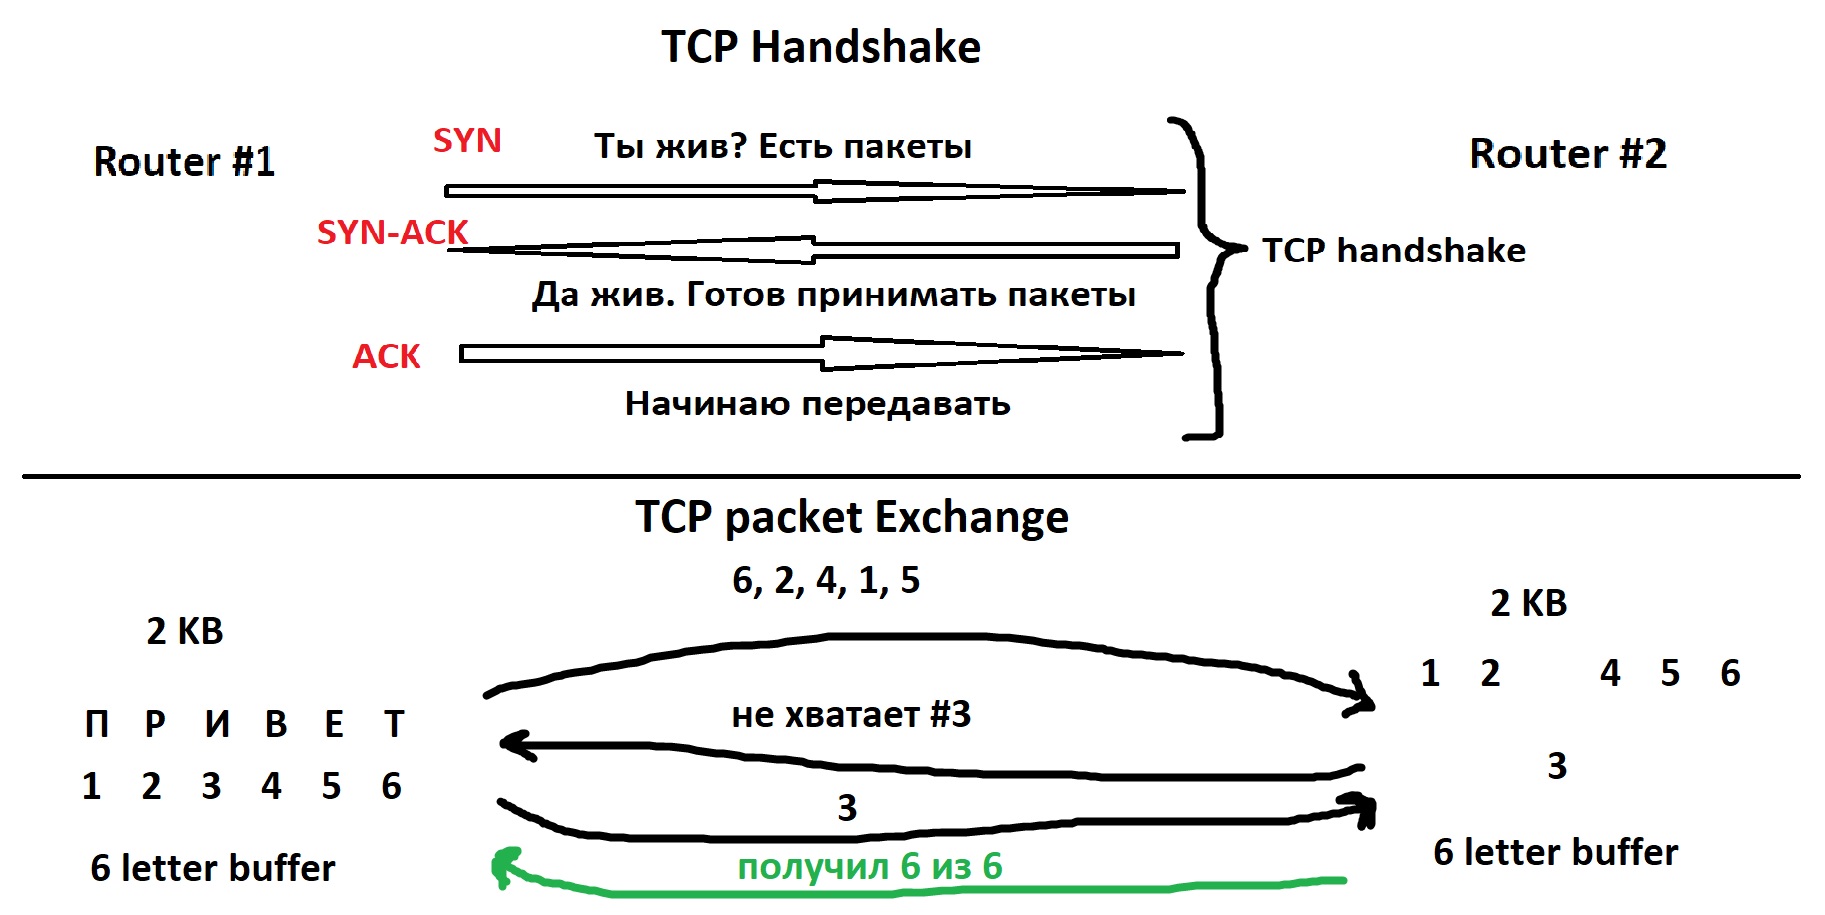 TCP Handshake
SYN
Ты жив? Есть пакеты
Router #1
Router #2
SYN-ACK
TCP handshake
Да жив. Готов принимать пакеты
ACK
Начинаю передавать
TCP packet Exchange
6, 2, 4, 1, 5
2 KB
2 KB
1 2 4 5 6
П Р И В Е Т
не хватает #3
1 2 3 4 5 6
3
3
6 letter buffer
получил 6 из 6
6 letter buffer